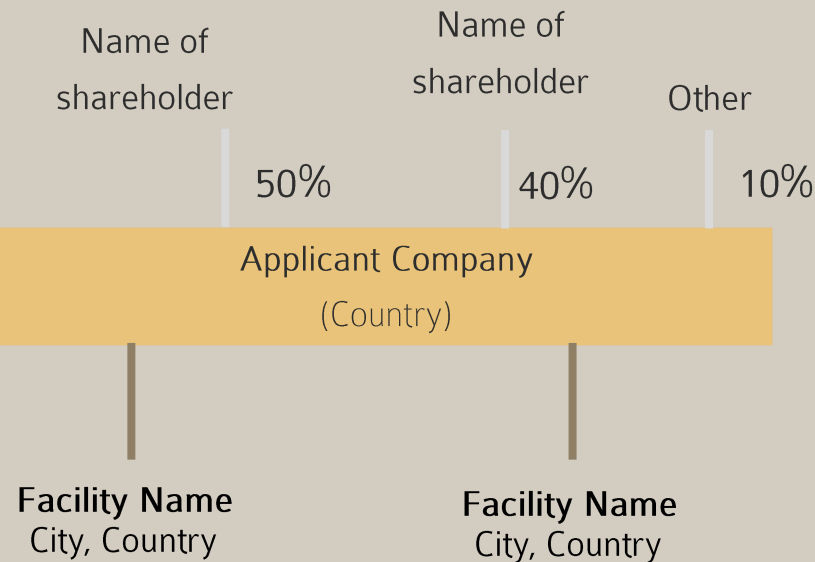 Name of
shareholder
50%
Name of
shareholder
40%
Other
10%
Applicant Company
(Country)
Facility Name
City, Country
Facility Name
City, Country